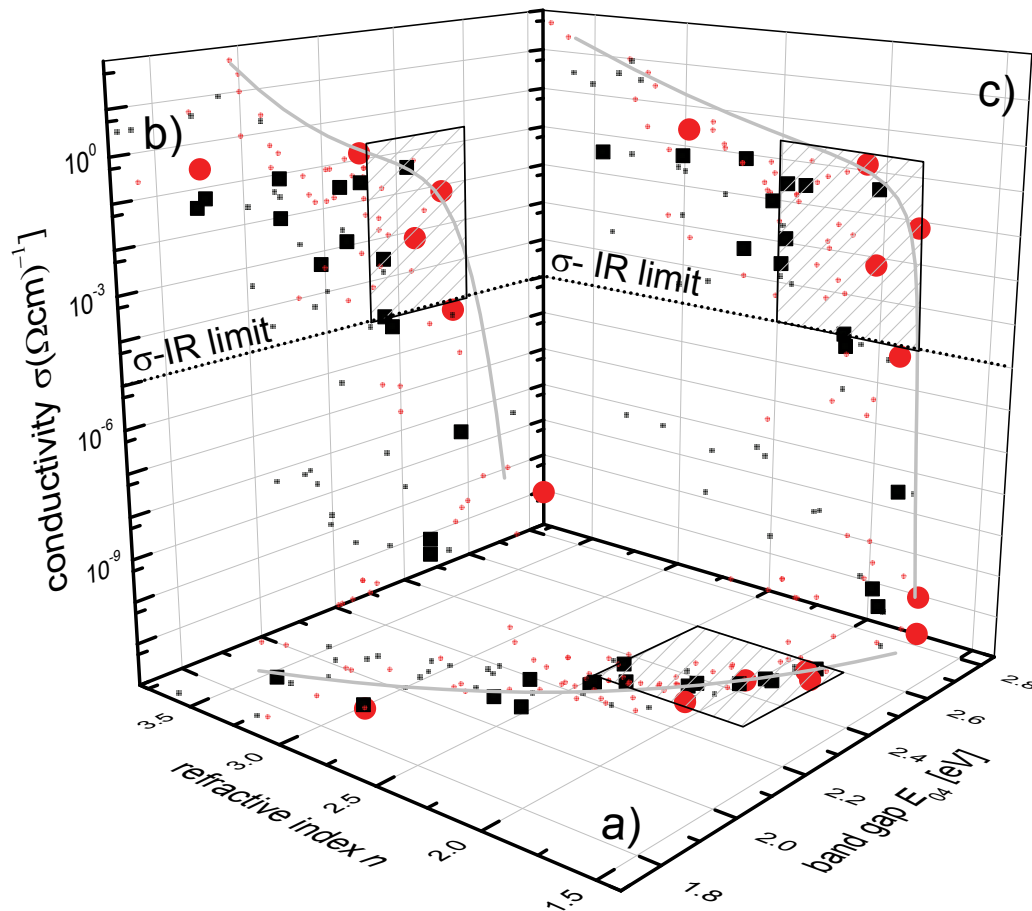 c)
b)
10⁰
10⁻³
10⁻⁶
10⁻⁹
conductivity σ(Ωcm)⁻¹
σ-IR limit
σ- IR limit
3.5
3.0
2.5
2.0
1.5
refractive index n
a)
1.8
2.0
2.2
2.4
2.6
2.8
band gap E₀₄ [eV]